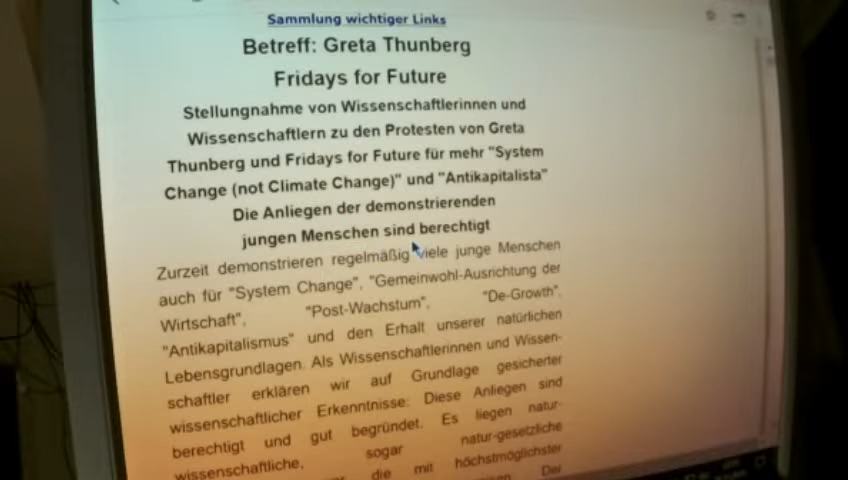 Sammlung wichtiger Links
Betreff: Greta Thunberg
Fridays for Future
Stellungnahme von Wissenschaftlerinnen und
Wissenschaftlern zu den Protesten von Greta
Thunberg und Fridays for Future für mehr "System
Change (not Climate Change)" und "Antikapitalista"
Die Anliegen der demonstrierenden
jungen Menschen sind berechtigt
Zurzeit demonstrieren regelmäßig viele junge Menschen
auch für "System Change", "Gemeinwohl-Ausrichtung der
Wirtschaft", "Post-Wachstum", "De-Growth",
"Antikapitalismus" und den Erhalt unserer natürlichen
Lebensgrundlagen. Als Wissenschaftlerinnen und Wissen-
schaftler erklären wir auf Grundlage gesicherter
wissenschaftlicher Erkenntnisse: Diese Anliegen sind
berechtigt und gut begründet. Es liegen natur-
wissenschaftliche, sogar natur-gesetzliche
die mit höchstmöglichster
Der